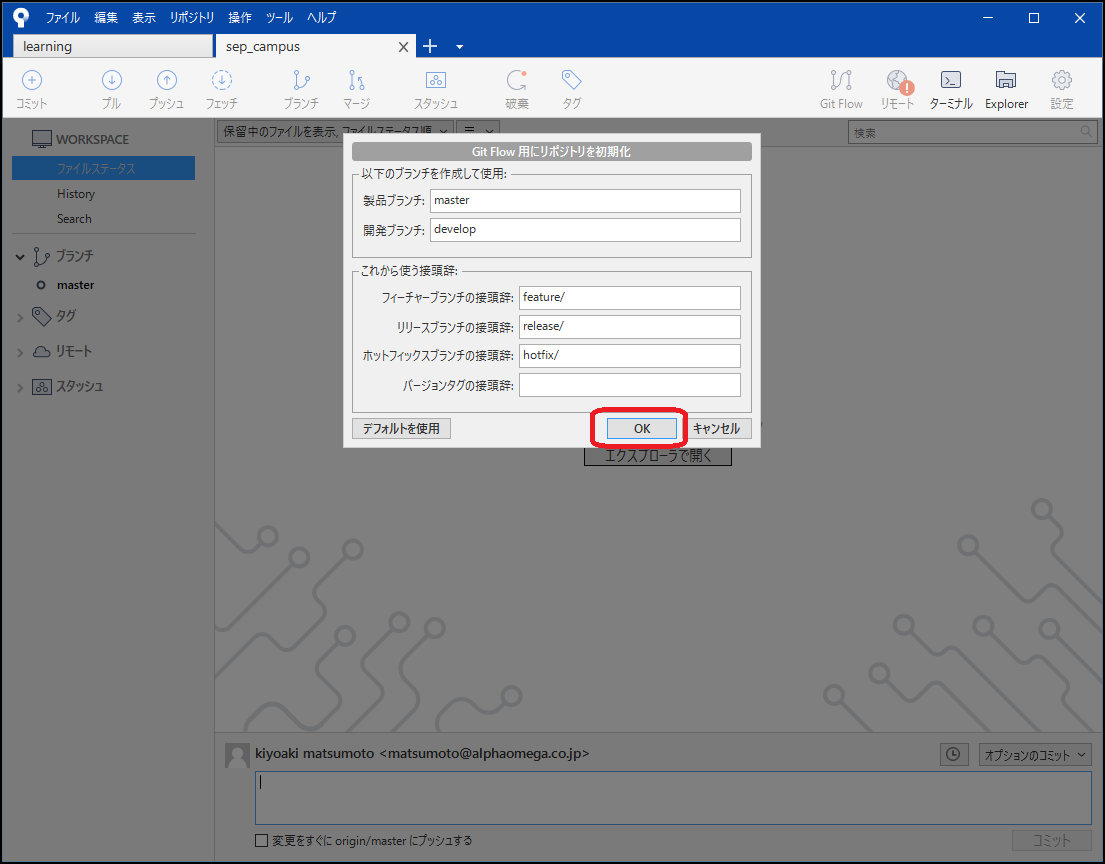 ファイル 編集 表示 リポジトリ 操作 ツール ヘルプ
learning sep_campus
コミット プル プッシュ フェッチ ブランチ マージ スタッシュ 破棄 タグ Git Flow リモート ターミナル Explorer 設定
WORKSPACE
ファイルステータス
History
Search
ブランチ
master
タグ
リモート
スタッシュ
保留中のファイルを表示, ファイルステータス順
検索
Git Flow 用にリポジトリを初期化
以下のブランチを作成して使用:
製品ブランチ: master
開発ブランチ: develop
これから使う接頭辞:
フィーチャーブランチの接頭辞: feature/
リリースブランチの接頭辞: release/
ホットフィックスブランチの接頭辞: hotfix/
バージョンタグの接頭辞:
デフォルトを使用 OK キャンセル
エクスプローラで開く
kiyoaki matsumoto <matsumoto@alphaomega.co.jp>
オプションのコミット
変更をすぐに origin/master にプッシュする
コミット